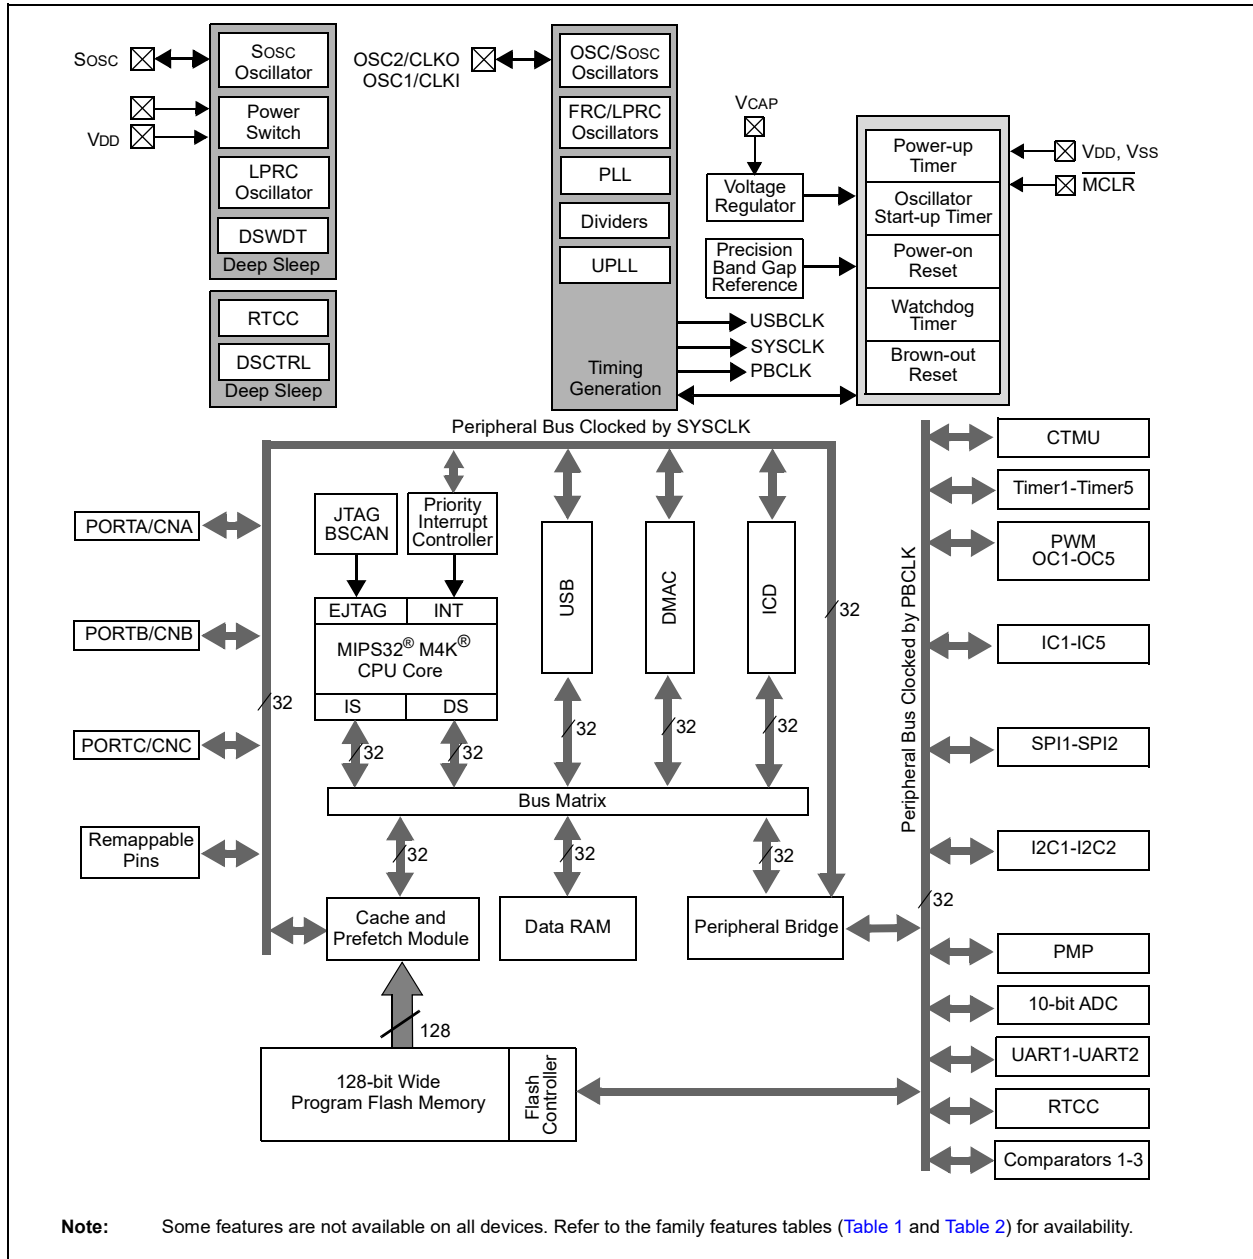 SOSC
SOSC
Oscillator
Power
Switch
VDD
LPRC
Oscillator
DSWDT
Deep Sleep
RTCC
DSCTRL
Deep Sleep
OSC2/CLKO
OSC1/CLKI
OSC/SOSC
Oscillators
FRC/LPRC
Oscillators
PLL
Dividers
UPLL
Timing
Generation
USBCLK
SYSCLK
PBCLK
VCAP
Voltage
Regulator
Precision
Band Gap
Reference
Power-up
Timer
Oscillator
Start-up Timer
Power-on
Reset
Watchdog
Timer
Brown-out
Reset
VDD, VSS
MCLR
Peripheral Bus Clocked by SYSCLK
PORTA/CNA
PORTB/CNB
32
PORTC/CNC
Remappable
Pins
JTAG
BSCAN
Priority
Interrupt
Controller
EJTAG
INT
MIPS32® M4K®
CPU Core
IS
DS
32
32
USB
32
DMAC
32
ICD
32
32
Bus Matrix
32
32
32
Cache and
Prefetch Module
Data RAM
Peripheral Bridge
128
128-bit Wide
Program Flash Memory
Flash
Controller
Peripheral Bus Clocked by PBCLK
32
CTMU
Timer1-Timer5
PWM
OC1-OC5
IC1-IC5
SPI1-SPI2
I2C1-I2C2
PMP
10-bit ADC
UART1-UART2
RTCC
Comparators 1-3
Note: Some features are not available on all devices. Refer to the family features tables (Table 1 and Table 2) for availability.